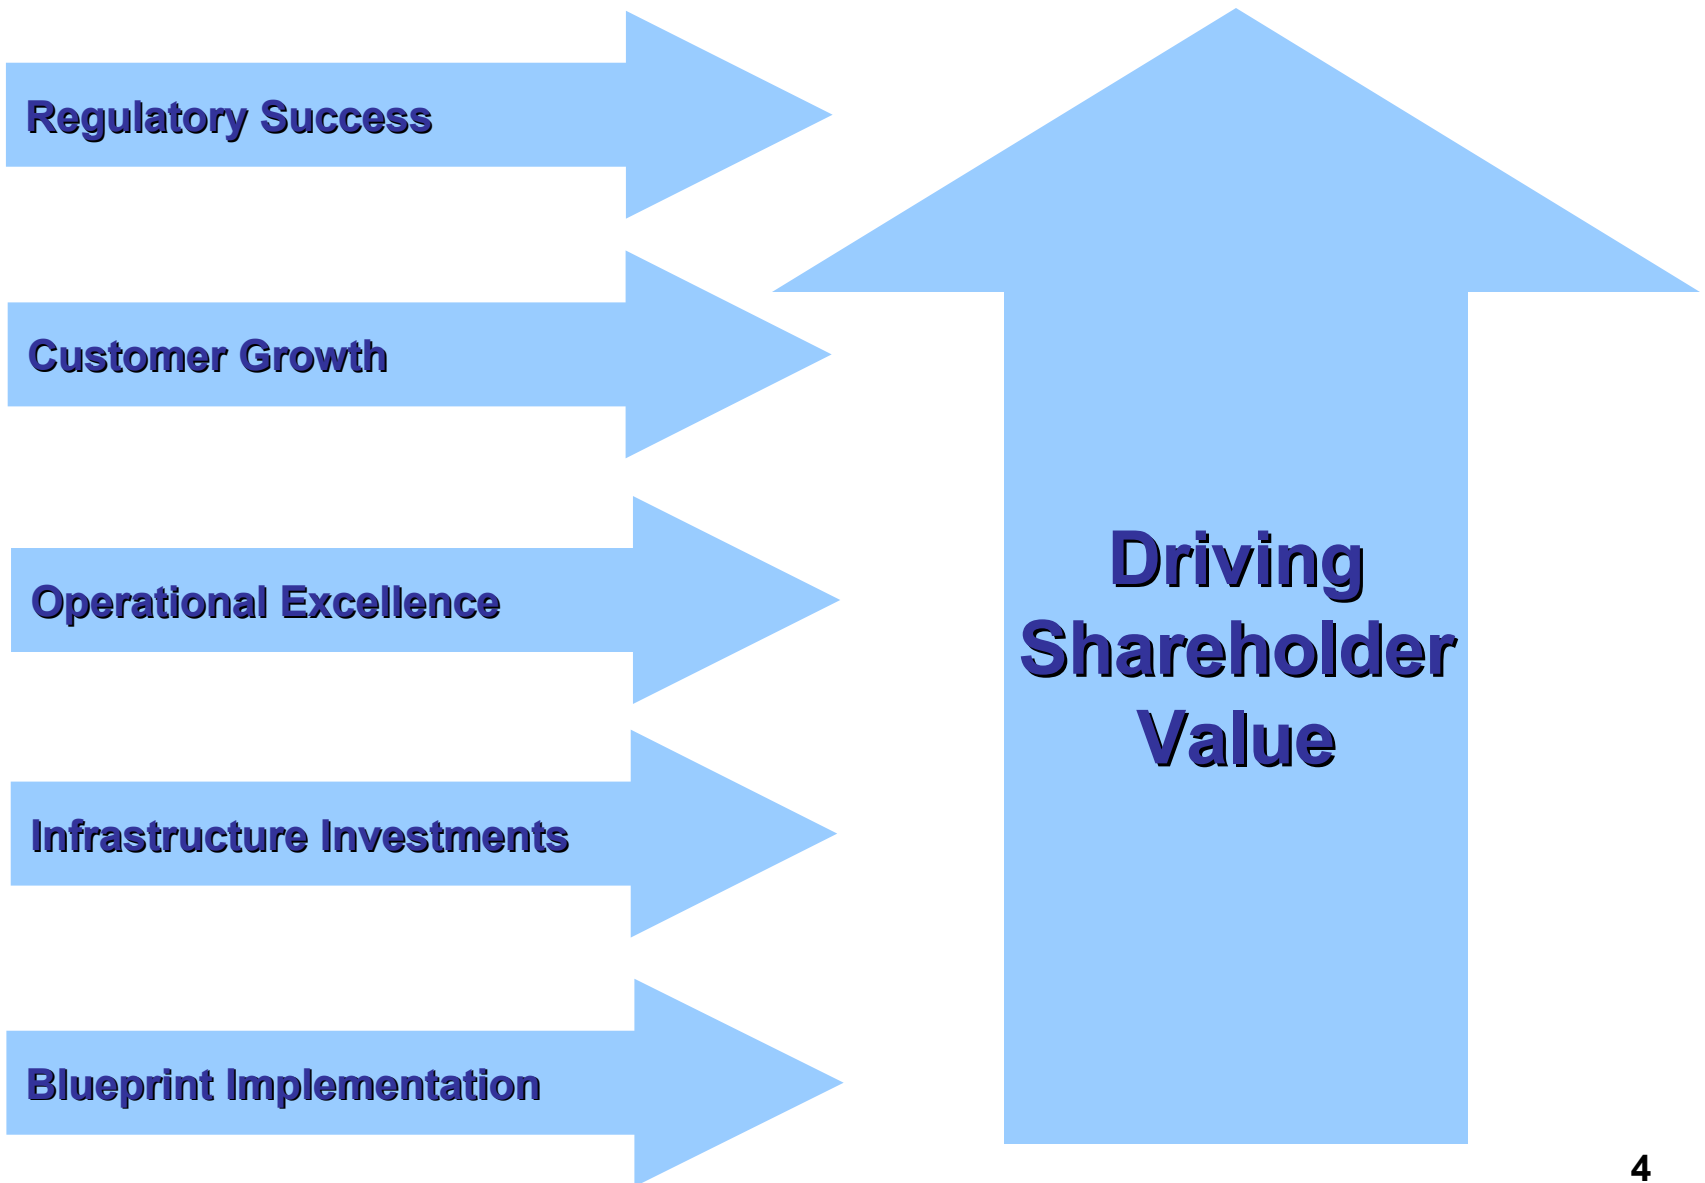 Regulatory Success
Customer Growth
Operational Excellence
Infrastructure Investments
Blueprint Implementation
Driving
Shareholder
Value
4